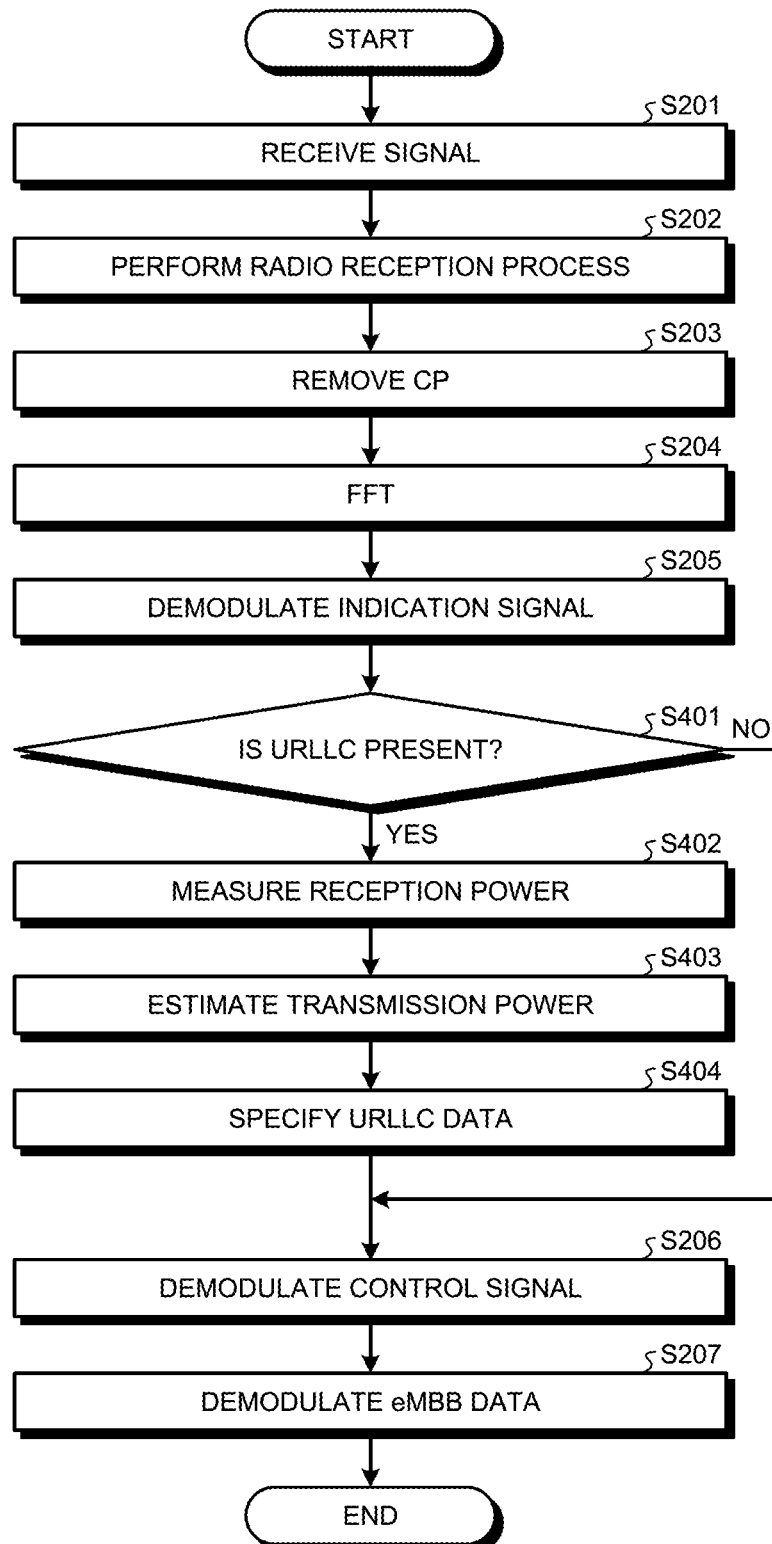 START
S201
RECEIVE SIGNAL
S202
PERFORM RADIO RECEPTION PROCESS
S203
REMOVE CP
S204
FFT
S205
DEMODULATE INDICATION SIGNAL
S401
IS URLLC PRESENT?
NO
YES
S402
MEASURE RECEPTION POWER
S403
ESTIMATE TRANSMISSION POWER
S404
SPECIFY URLLC DATA
S206
DEMODULATE CONTROL SIGNAL
S207
DEMODULATE eMBB DATA
END